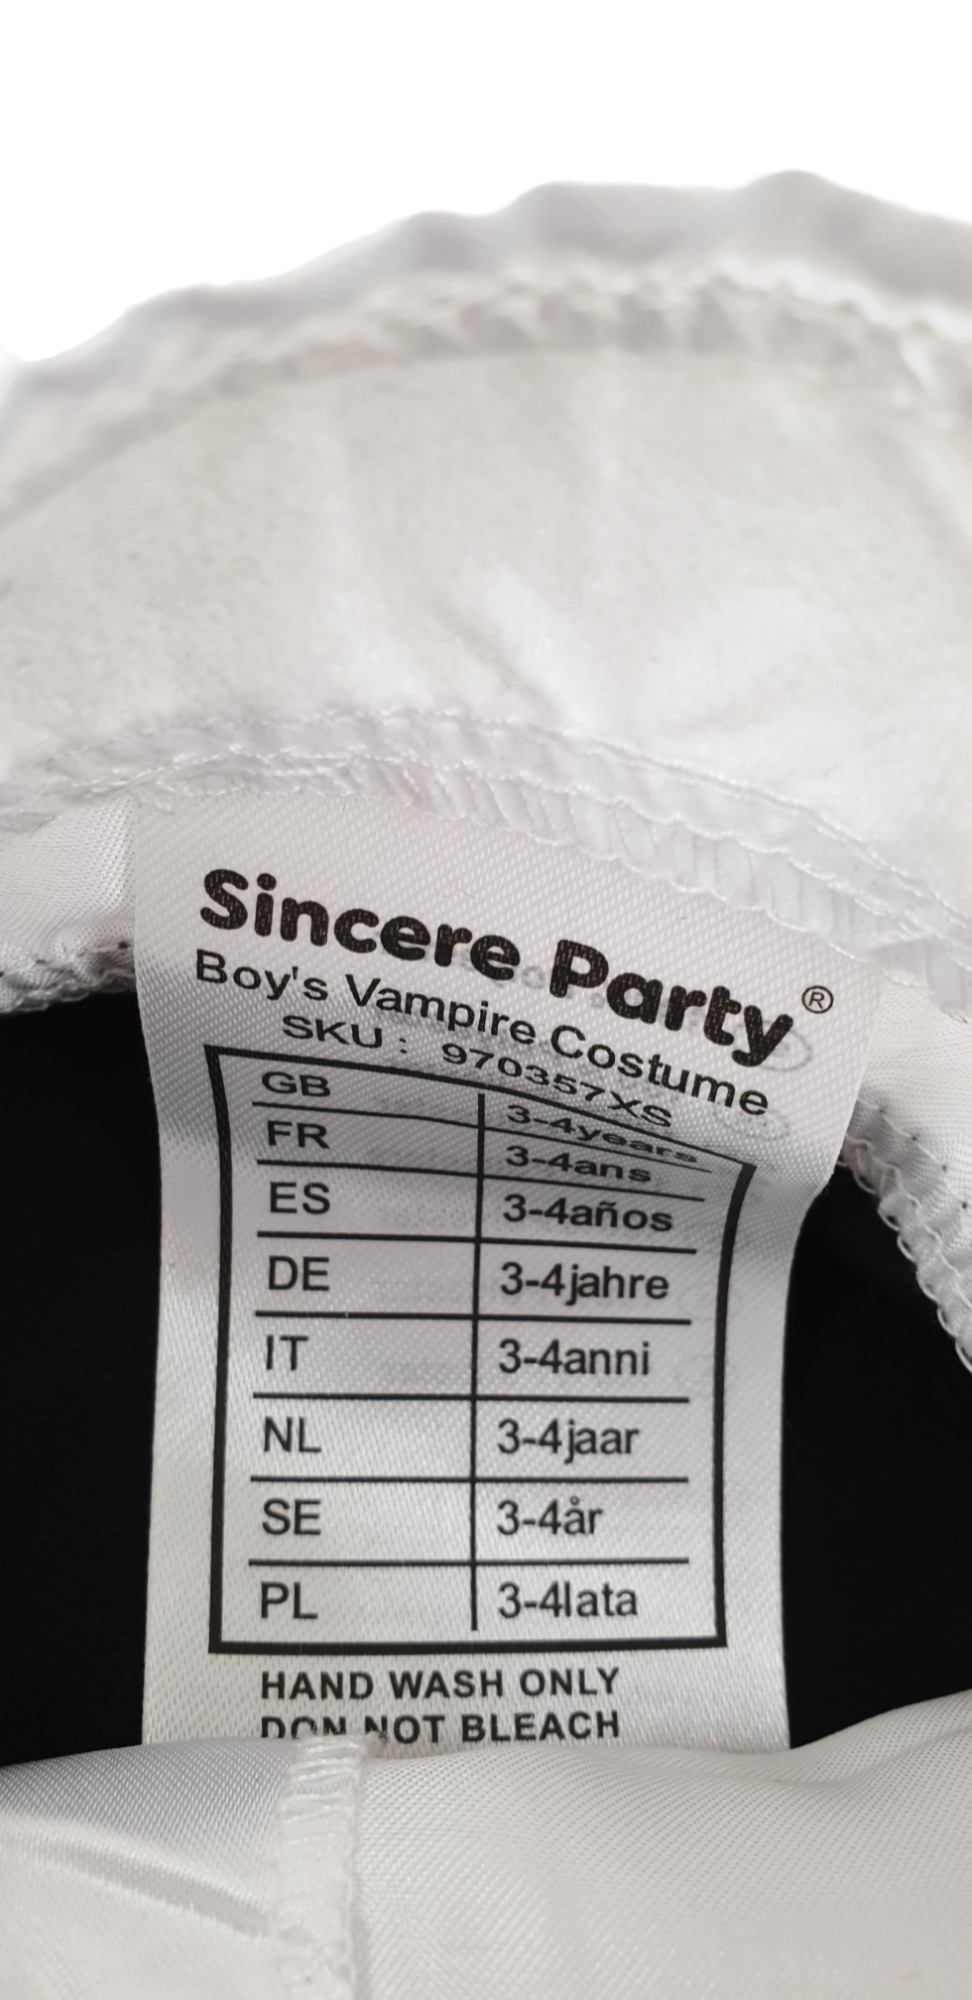 Sincere Party®
Boy's Vampire Costume
SKU : 970357XS
GB 3-4years
FR 3-4ans
ES 3-4años
DE 3-4jahre
IT 3-4anni
NL 3-4jaar
SE 3-4år
PL 3-4lata
HAND WASH ONLY
DON NOT BLEACH